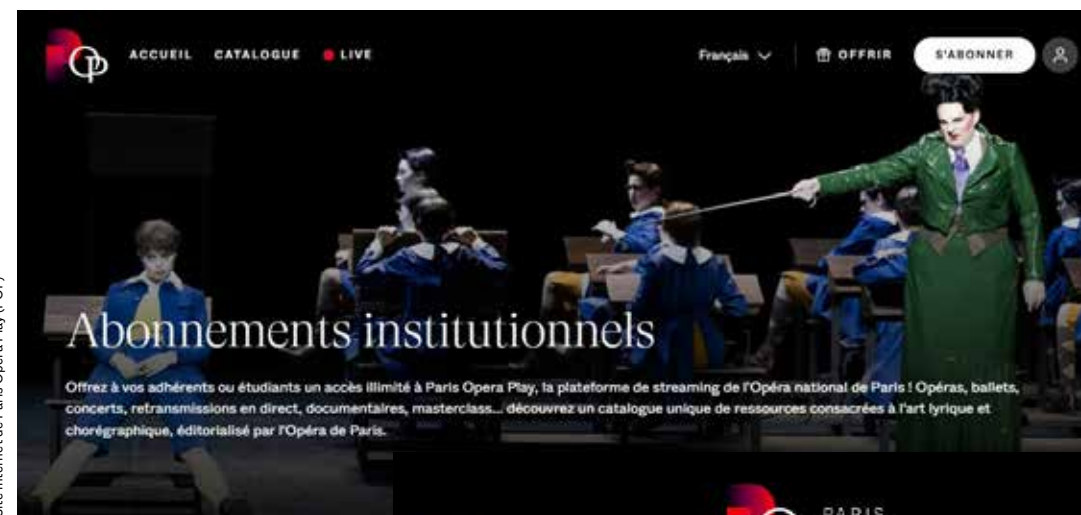 ACCUEIL CATALOGUE LIVE
Français OFFRIR S'ABONNER
Abonnements institutionnels
Offrez à vos adhérents ou étudiants un accès illimité à Paris Opera Play, la plateforme de streaming de l'Opéra national de Paris ! Opéras, ballets,
concerts, retransmissions en direct, documentaires, masterclass... découvrez un catalogue unique de ressources consacrées à l'art lyrique et
chorégraphique, éditorialisé par l'Opéra de Paris.
PARIS